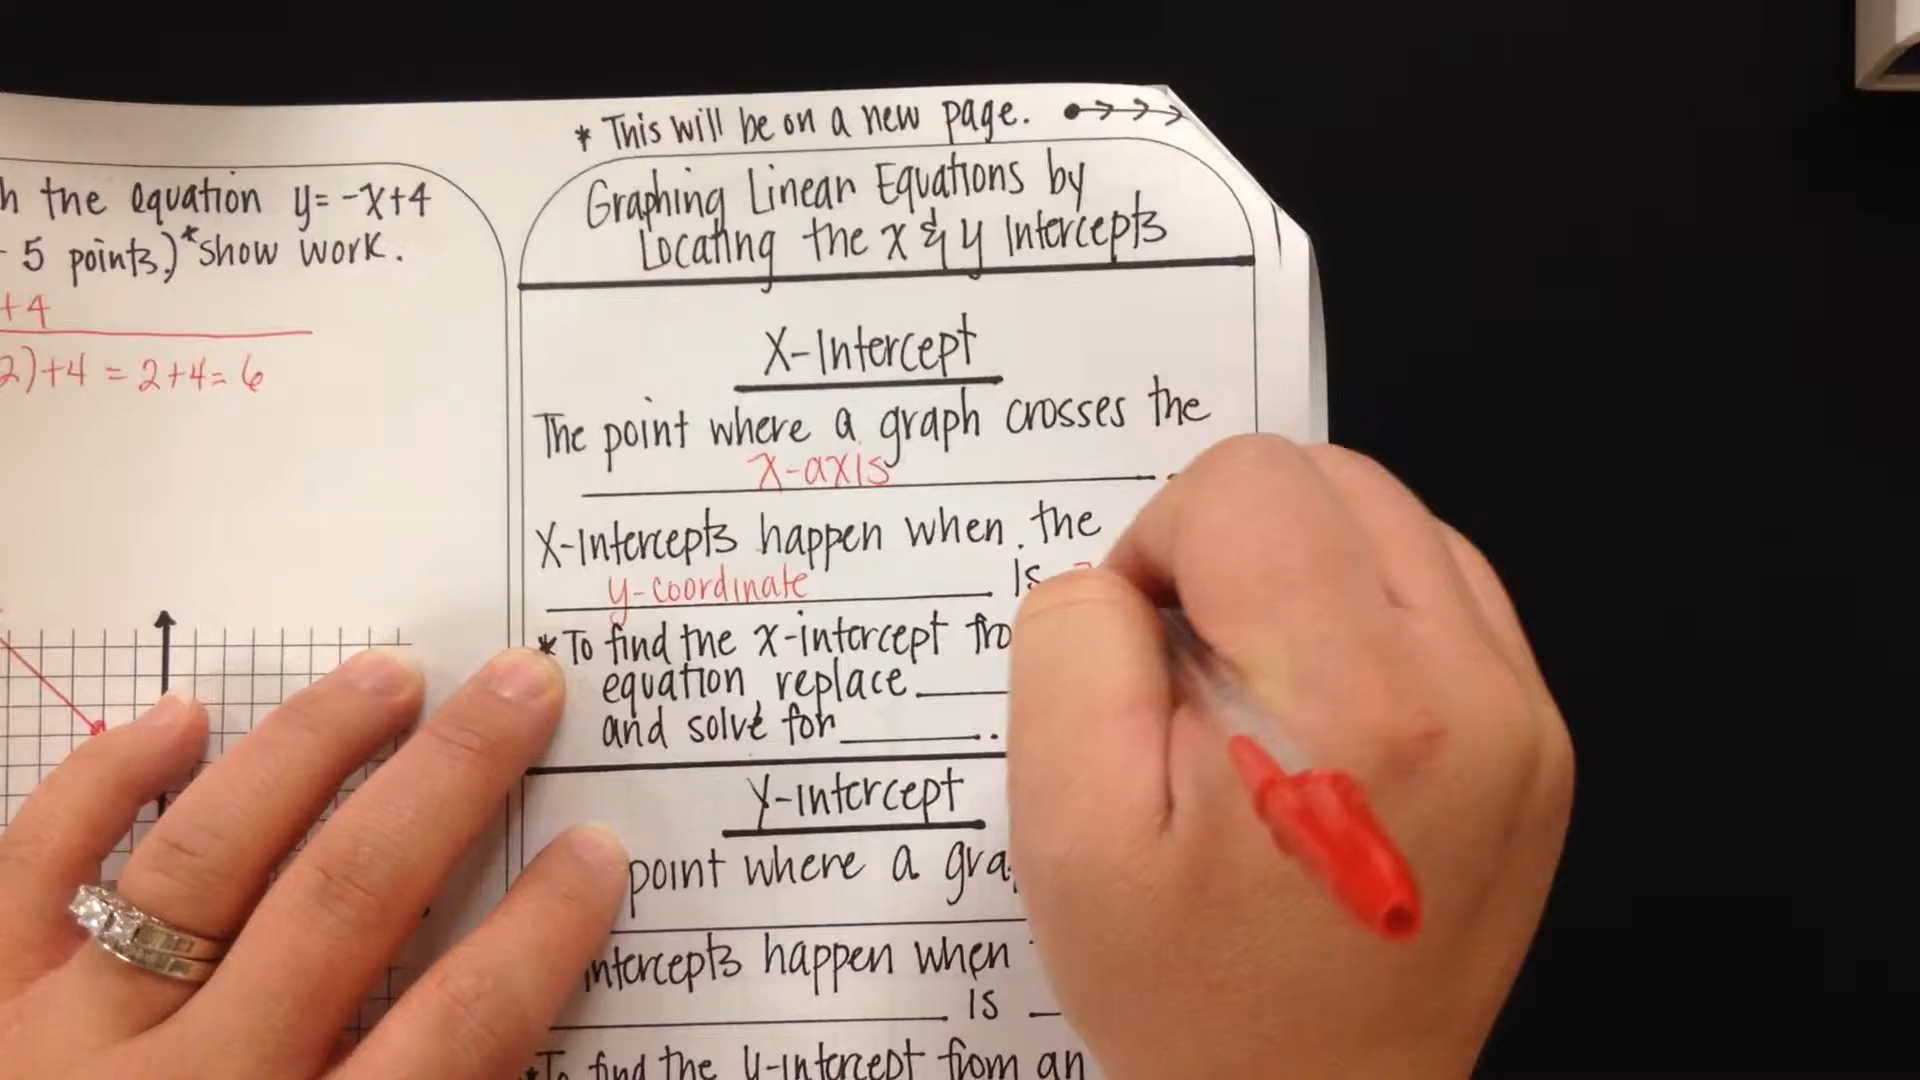 * This will be on a new page.
h the equation y=-x+4
5 points.) *show work.
+4
2)+4 = 2+4= 6
Graphing Linear Equations by
Locating the x & y Intercepts
X-Intercept
The point where a graph crosses the
x-axis
X-Intercepts happen when the
y-coordinate is
* To find the x-intercept
equation, replace
and solve for
Y-intercept
point where a
intercepts happen when
is
To find the y-intercept from an